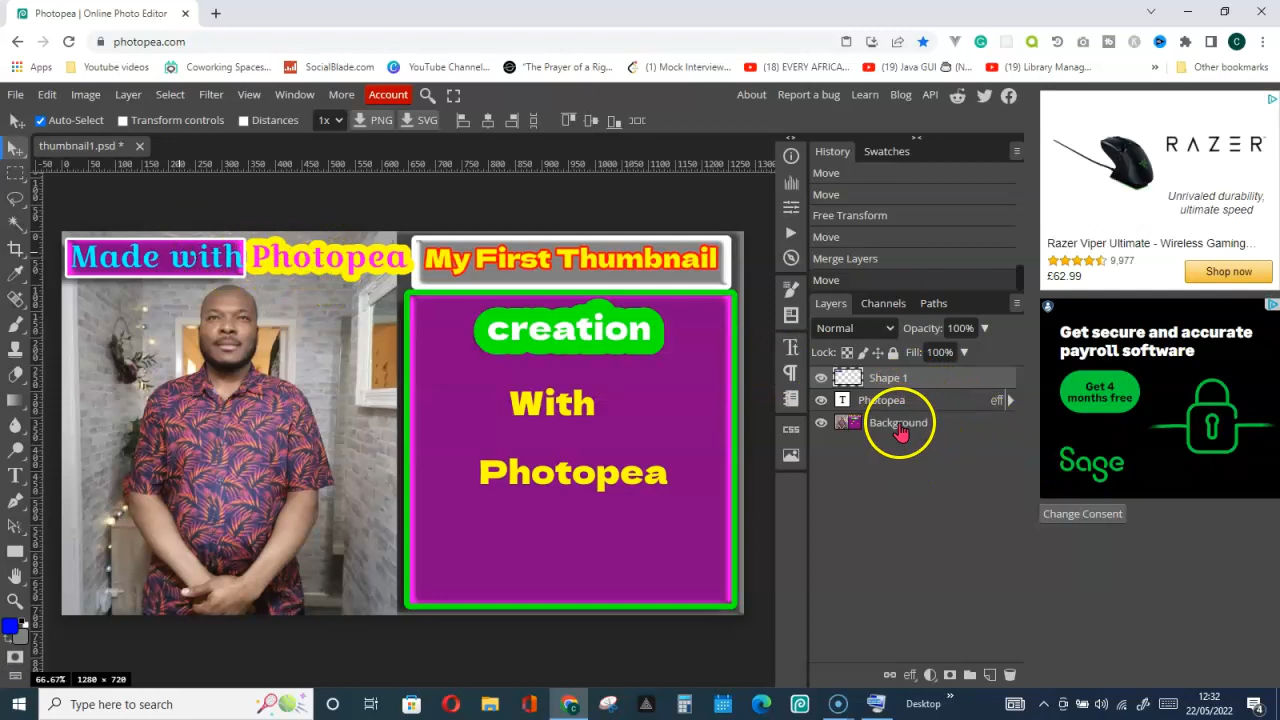 Photopea | Online Photo Editor
photopea.com
Apps Youtube videos Coworking Spaces... SocialBlade.com YouTube Channel... "The Prayer of a Rig... (1) Mock Interview... (18) EVERY AFRICA... (19) Java GUI (N... (19) Library Manag... » Other bookmarks
File Edit Image Layer Select Filter View Window More Account About Report a bug Learn Blog API
Auto-Select Transform controls Distances 1x PNG SVG
thumbnail1.psd *
History Swatches
Move
Move
Free Transform
Move
Merge Layers
Move
Layers Channels Paths
Normal Opacity: 100%
Lock: Fill: 100%
Shape 1
T Photopea eff
Background
CSS
eff
Made with Photopea
My First Thumbnail
creation
With
Photopea
66.67% 1280 × 720
RAZER
Unrivaled durability,
ultimate speed
Razer Viper Ultimate - Wireless Gaming...
9,977
£62.99
Shop now
Get secure and accurate
payroll software
Get 4
months free
Sage
Change Consent
Type here to search
Desktop
12:32
22/05/2022
4